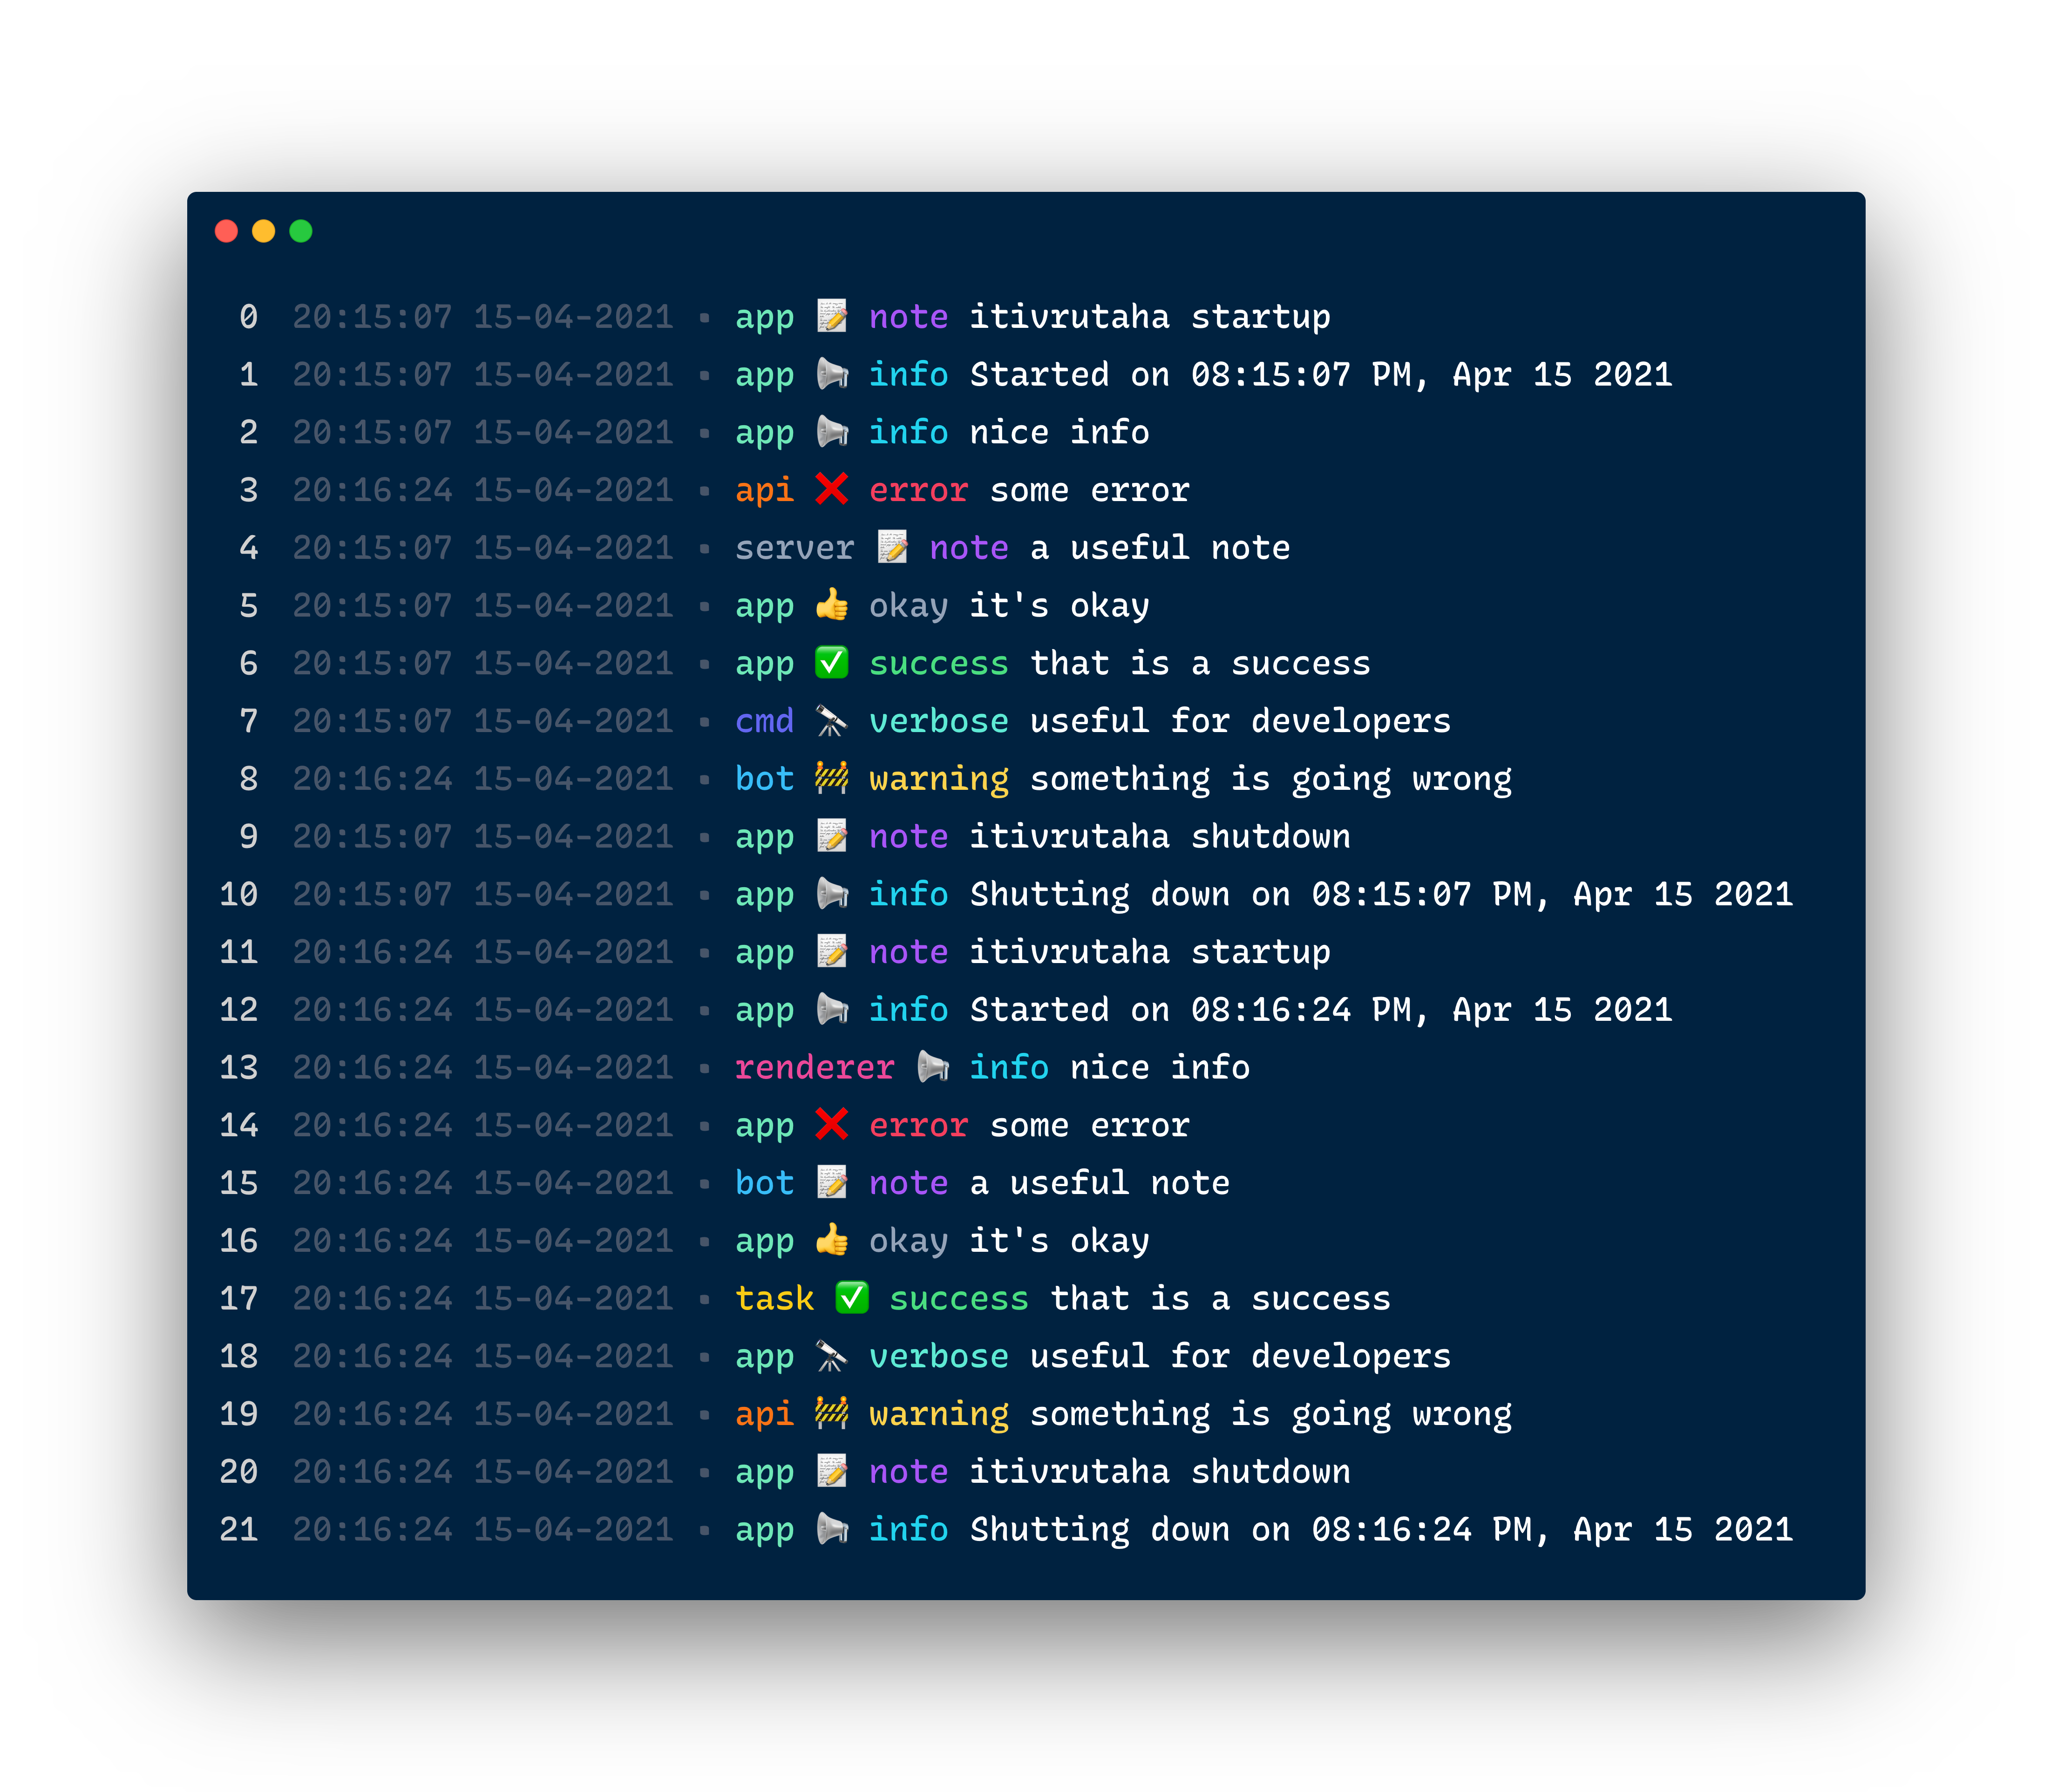 0 20:15:07 15-04-2021 · app 📝 note itivrutaha startup
1 20:15:07 15-04-2021 · app 📢 info Started on 08:15:07 PM, Apr 15 2021
2 20:15:07 15-04-2021 · app 📢 info nice info
3 20:16:24 15-04-2021 · api ❌ error some error
4 20:15:07 15-04-2021 · server 📝 note a useful note
5 20:15:07 15-04-2021 · app 👍 okay it's okay
6 20:15:07 15-04-2021 · app ✅ success that is a success
7 20:15:07 15-04-2021 · cmd 🔭 verbose useful for developers
8 20:16:24 15-04-2021 · bot 🚧 warning something is going wrong
9 20:15:07 15-04-2021 · app 📝 note itivrutaha shutdown
10 20:15:07 15-04-2021 · app 📢 info Shutting down on 08:15:07 PM, Apr 15 2021
11 20:16:24 15-04-2021 · app 📝 note itivrutaha startup
12 20:16:24 15-04-2021 · app 📢 info Started on 08:16:24 PM, Apr 15 2021
13 20:16:24 15-04-2021 · renderer 📢 info nice info
14 20:16:24 15-04-2021 · app ❌ error some error
15 20:16:24 15-04-2021 · bot 📝 note a useful note
16 20:16:24 15-04-2021 · app 👍 okay it's okay
17 20:16:24 15-04-2021 · task ✅ success that is a success
18 20:16:24 15-04-2021 · app 🔭 verbose useful for developers
19 20:16:24 15-04-2021 · api 🚧 warning something is going wrong
20 20:16:24 15-04-2021 · app 📝 note itivrutaha shutdown
21 20:16:24 15-04-2021 · app 📢 info Shutting down on 08:16:24 PM, Apr 15 2021